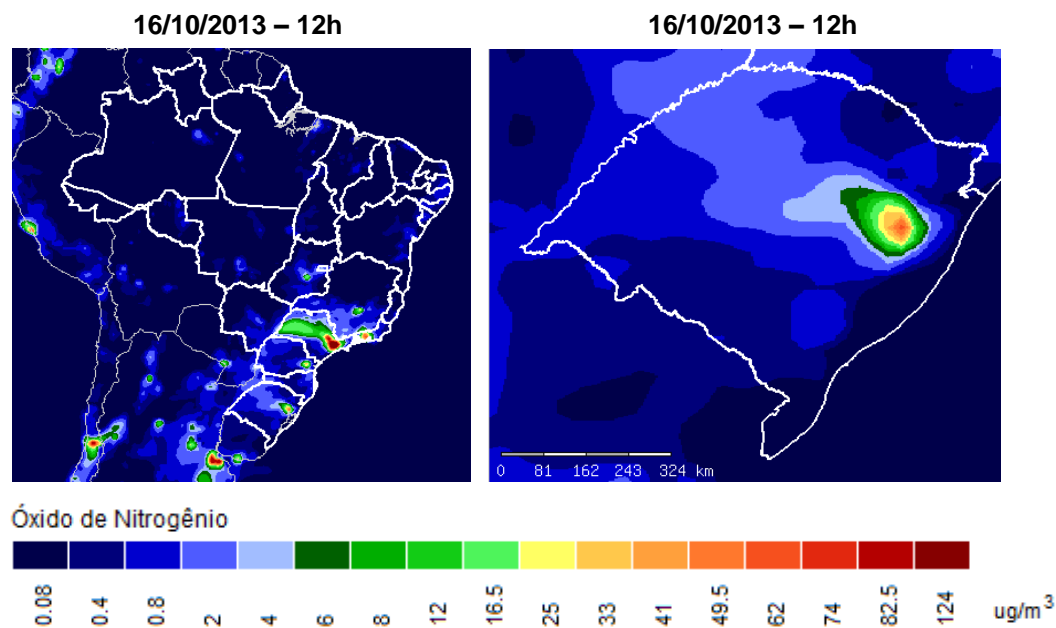 16/10/2013 – 12h
16/10/2013 – 12h
0 81 162 243 324 km
Óxido de Nitrogênio
0.08 0.4 0.8 2 4 6 8 12 16.5 25 33 41 49.5 62 74 82.5 124 ug/m³